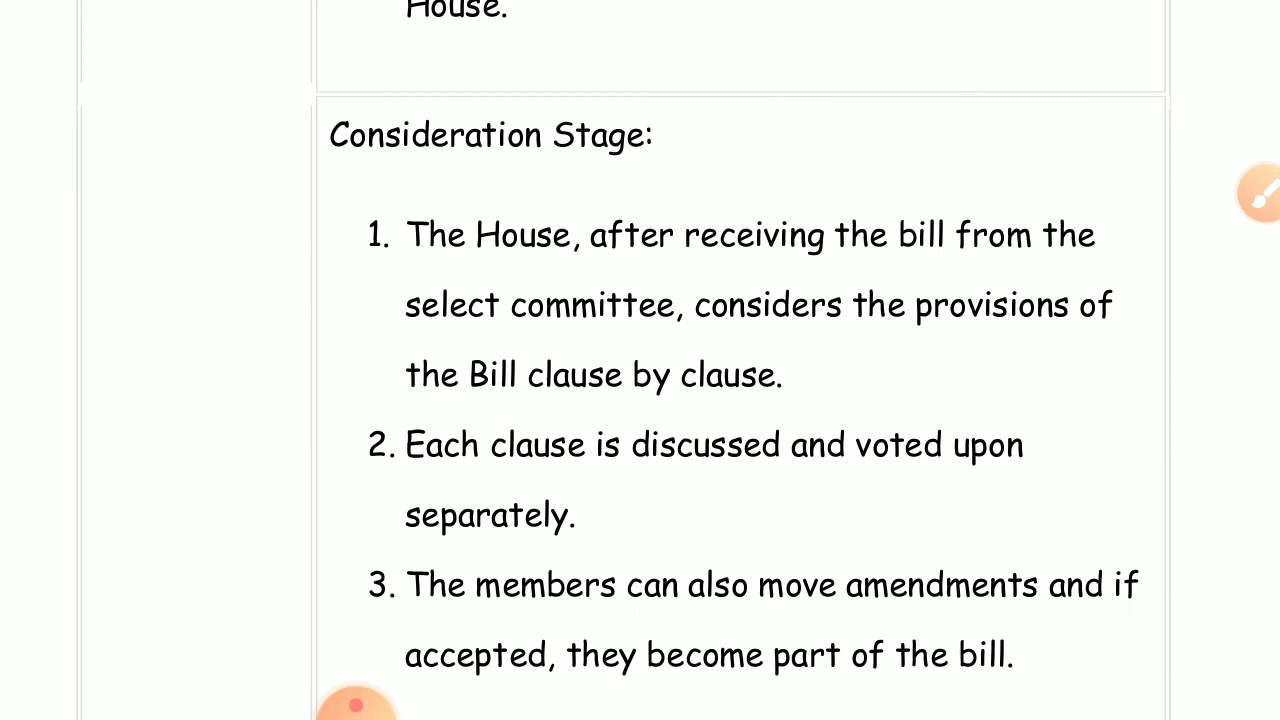 House.
Consideration Stage:
1. The House, after receiving the bill from the
select committee, considers the provisions of
the Bill clause by clause.
2. Each clause is discussed and voted upon
separately.
3. The members can also move amendments and if
accepted, they become part of the bill.